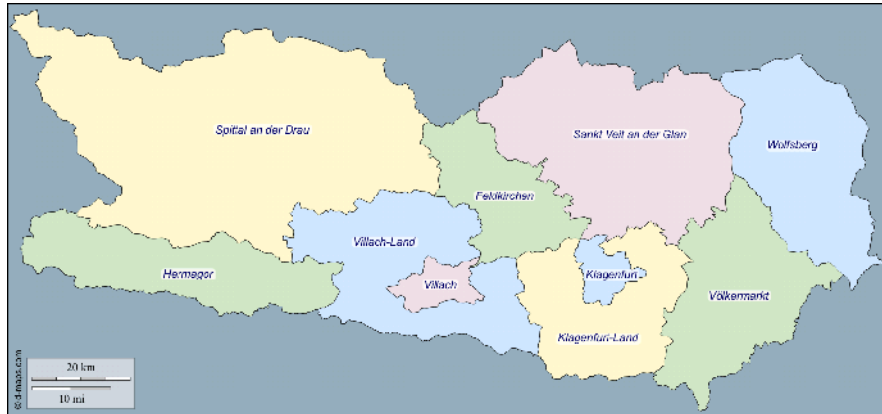 Spittal an der Drau
Sankt Veit an der Glan
Wolfsberg
Feldkirchen
Villach-Land
Hermagor
Villach
Klagenfurt
Völkermarkt
Klagenfurt-Land
20 km
10 mi
©d-maps.com